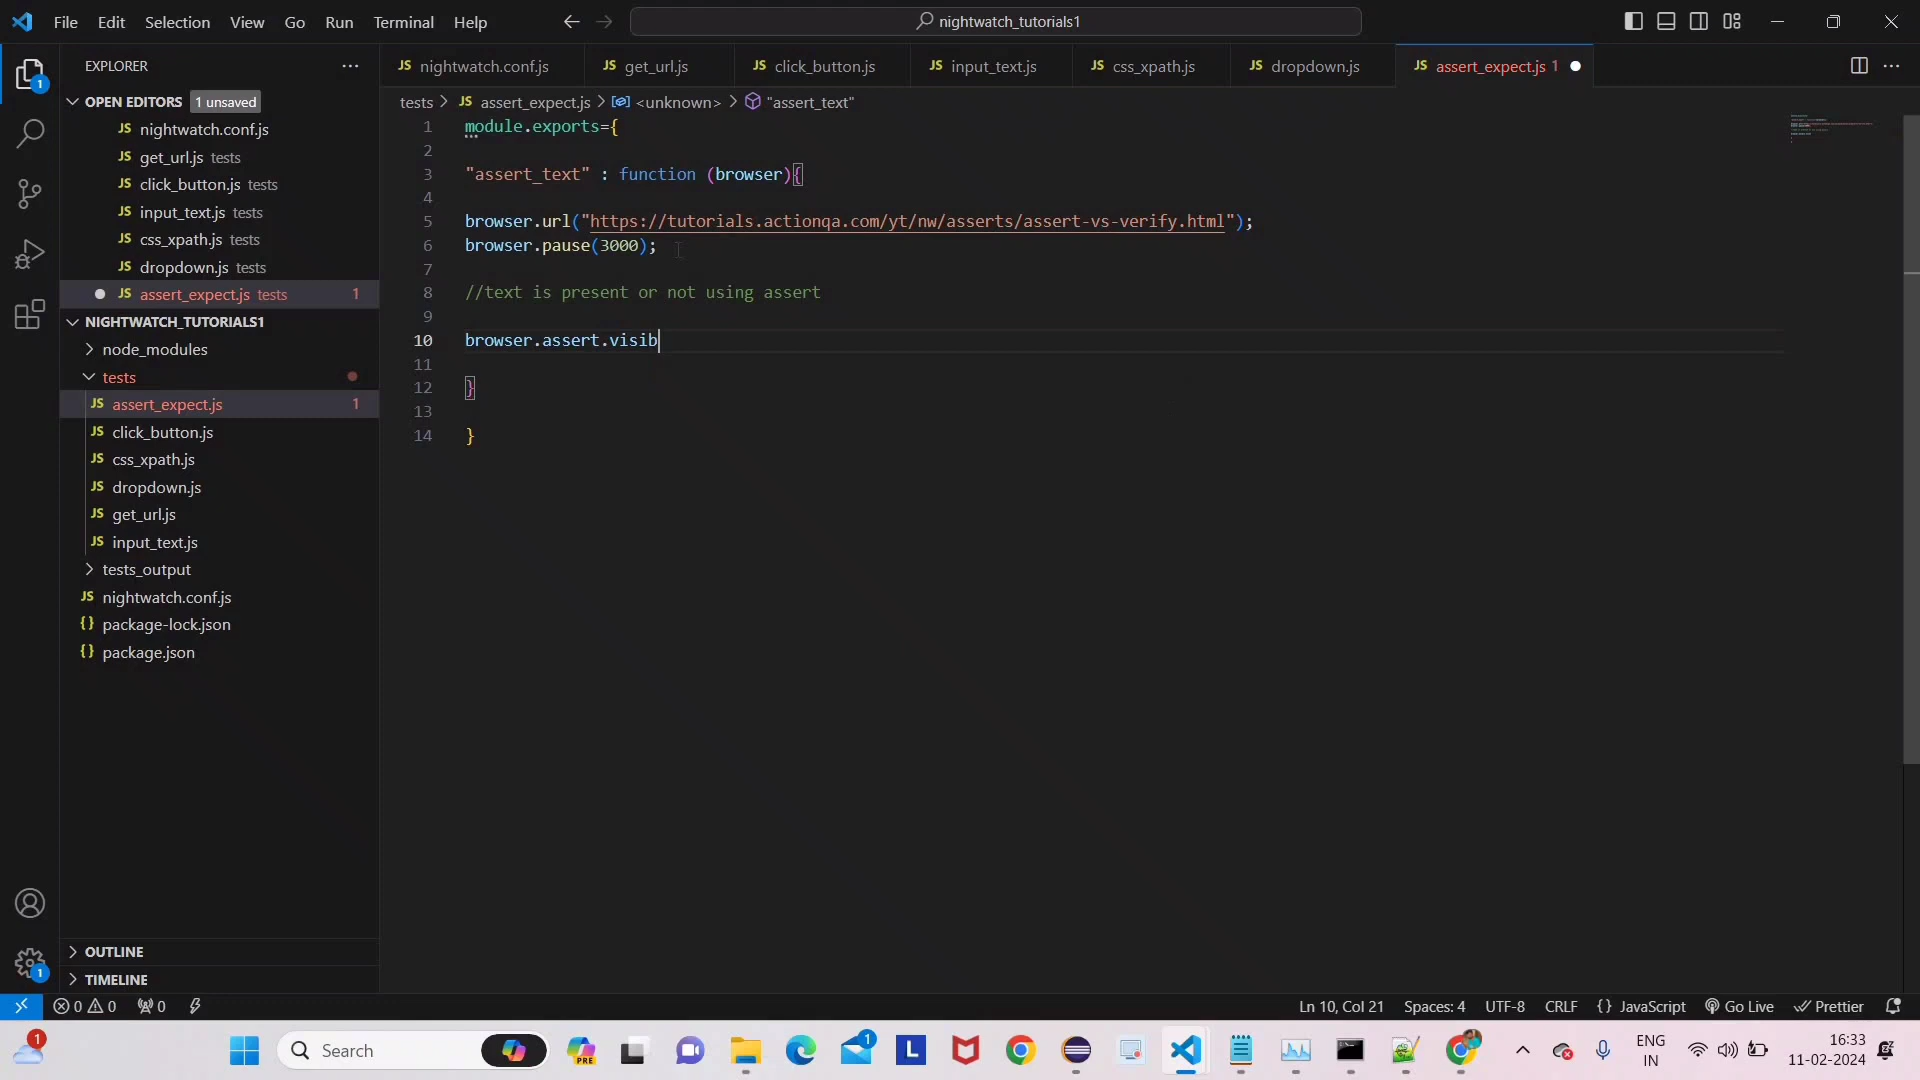 File Edit Selection View Go Run Terminal Help
nightwatch_tutorials1
EXPLORER
OPEN EDITORS 1 unsaved
nightwatch.conf.js
get_url.js tests
click_button.js tests
input_text.js tests
css_xpath.js tests
dropdown.js tests
assert_expect.js tests 1
NIGHTWATCH_TUTORIALS1
node_modules
tests
assert_expect.js 1
click_button.js
css_xpath.js
dropdown.js
get_url.js
input_text.js
tests_output
nightwatch.conf.js
package-lock.json
package.json
OUTLINE
TIMELINE
nightwatch.conf.js get_url.js click_button.js input_text.js css_xpath.js dropdown.js assert_expect.js 1
tests > JS assert_expect.js > <unknown> > "assert_text"
1 module.exports={
2
3 "assert_text" : function (browser){
4
5 browser.url("https://tutorials.actionqa.com/yt/nw/asserts/assert-vs-verify.html");
6 browser.pause(3000);
7
8 //text is present or not using assert
9
10 browser.assert.visib
11
12 }
13
14 }
0 0 0 Ln 10, Col 21 Spaces: 4 UTF-8 CRLF {} JavaScript Go Live Prettier
1 Search PRE 1 L ENG IN 16:33 11-02-2024